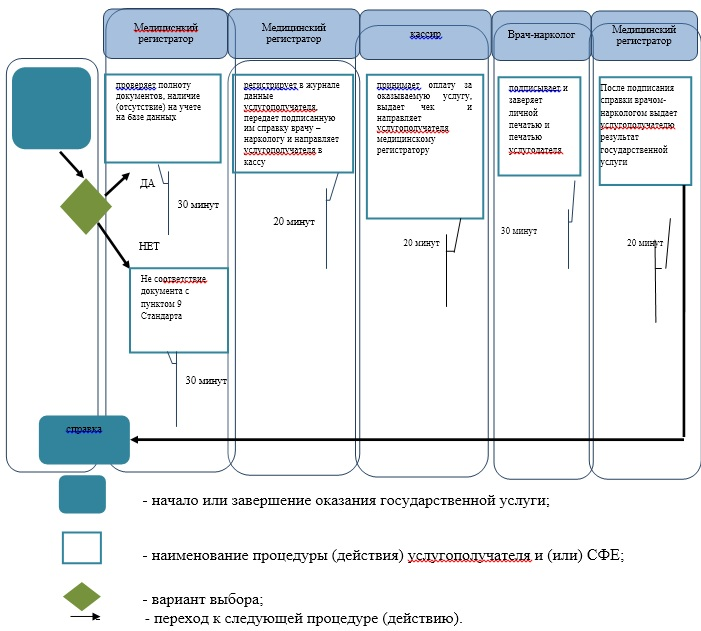 Медицинский
регистратор
Медицинский
регистратор
кассир
Врач-нарколог
Медицинский
регистратор
проверяет полноту
документов, наличие
(отсутствие) на учете
на базе данных
регистрирует в журнале
данные
услугополучателя,
передает подписанную
им справку врачу –
наркологу и направляет
услугополучателя в
кассу
принимает оплату за
оказываемую услугу,
выдает чек и
направляет
услугополучателя
медицинскому
регистратору
подписывает и
заверяет
личной
печатью и
печатью
услугодателя
После подписания
справки врачом-
наркологом выдает
услугополучателю
результат
государственной
услуги
ДА
30 минут
20 минут
20 минут
30 минут
20 минут
НЕТ
Не соответствие
документа с
пунктом 9
Стандарта
30 минут
справка
- начало или завершение оказания государственной услуги;
- наименование процедуры (действия) услугополучателя и (или) СФЕ;
- вариант выбора;
- переход к следующей процедуре (действию).